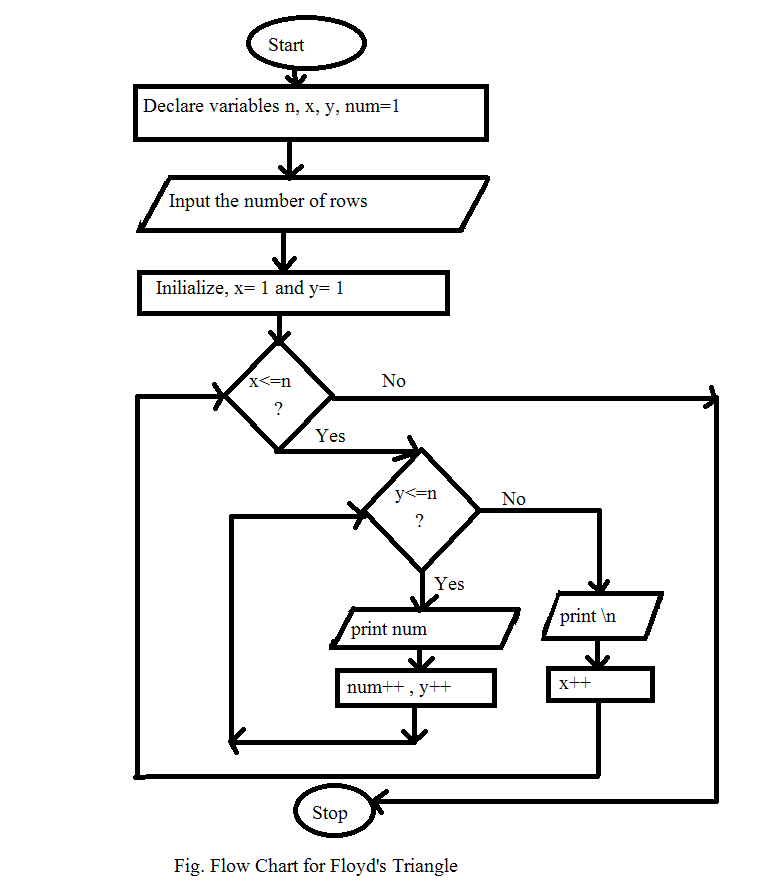 Start
Declare variables n, x, y, num=1
Input the number of rows
Inilialize, x= 1 and y= 1
x<=n
?
No
Yes
y<=n
?
No
Yes
print num
print \n
num++ , y++
x++
Stop
Fig. Flow Chart for Floyd's Triangle